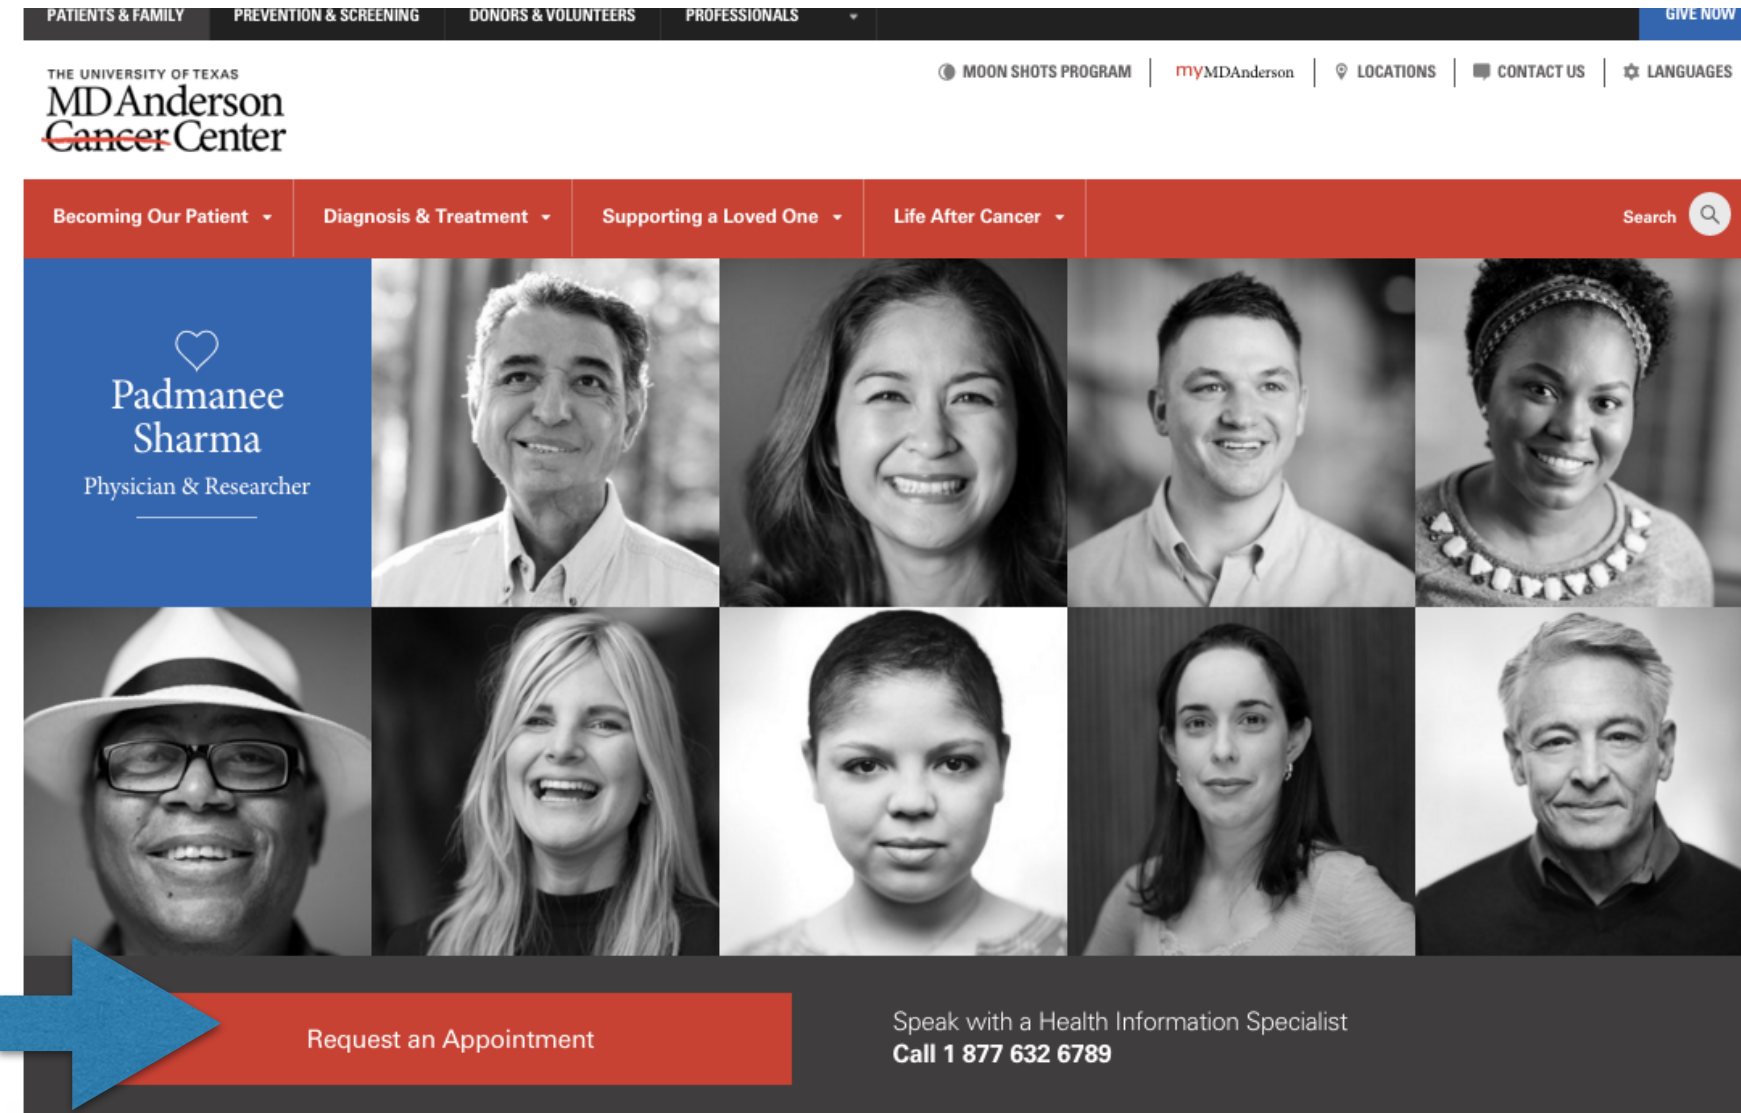 PATIENTS & FAMILY PREVENTION & SCREENING DONORS & VOLUNTEERS PROFESSIONALS GIVE NOW
THE UNIVERSITY OF TEXAS
MD Anderson
Cancer Center
MOON SHOTS PROGRAM myMDAnderson LOCATIONS CONTACT US LANGUAGES
Becoming Our Patient Diagnosis & Treatment Supporting a Loved One Life After Cancer Search
Padmanee
Sharma
Physician & Researcher
Request an Appointment
Speak with a Health Information Specialist
Call 1 877 632 6789